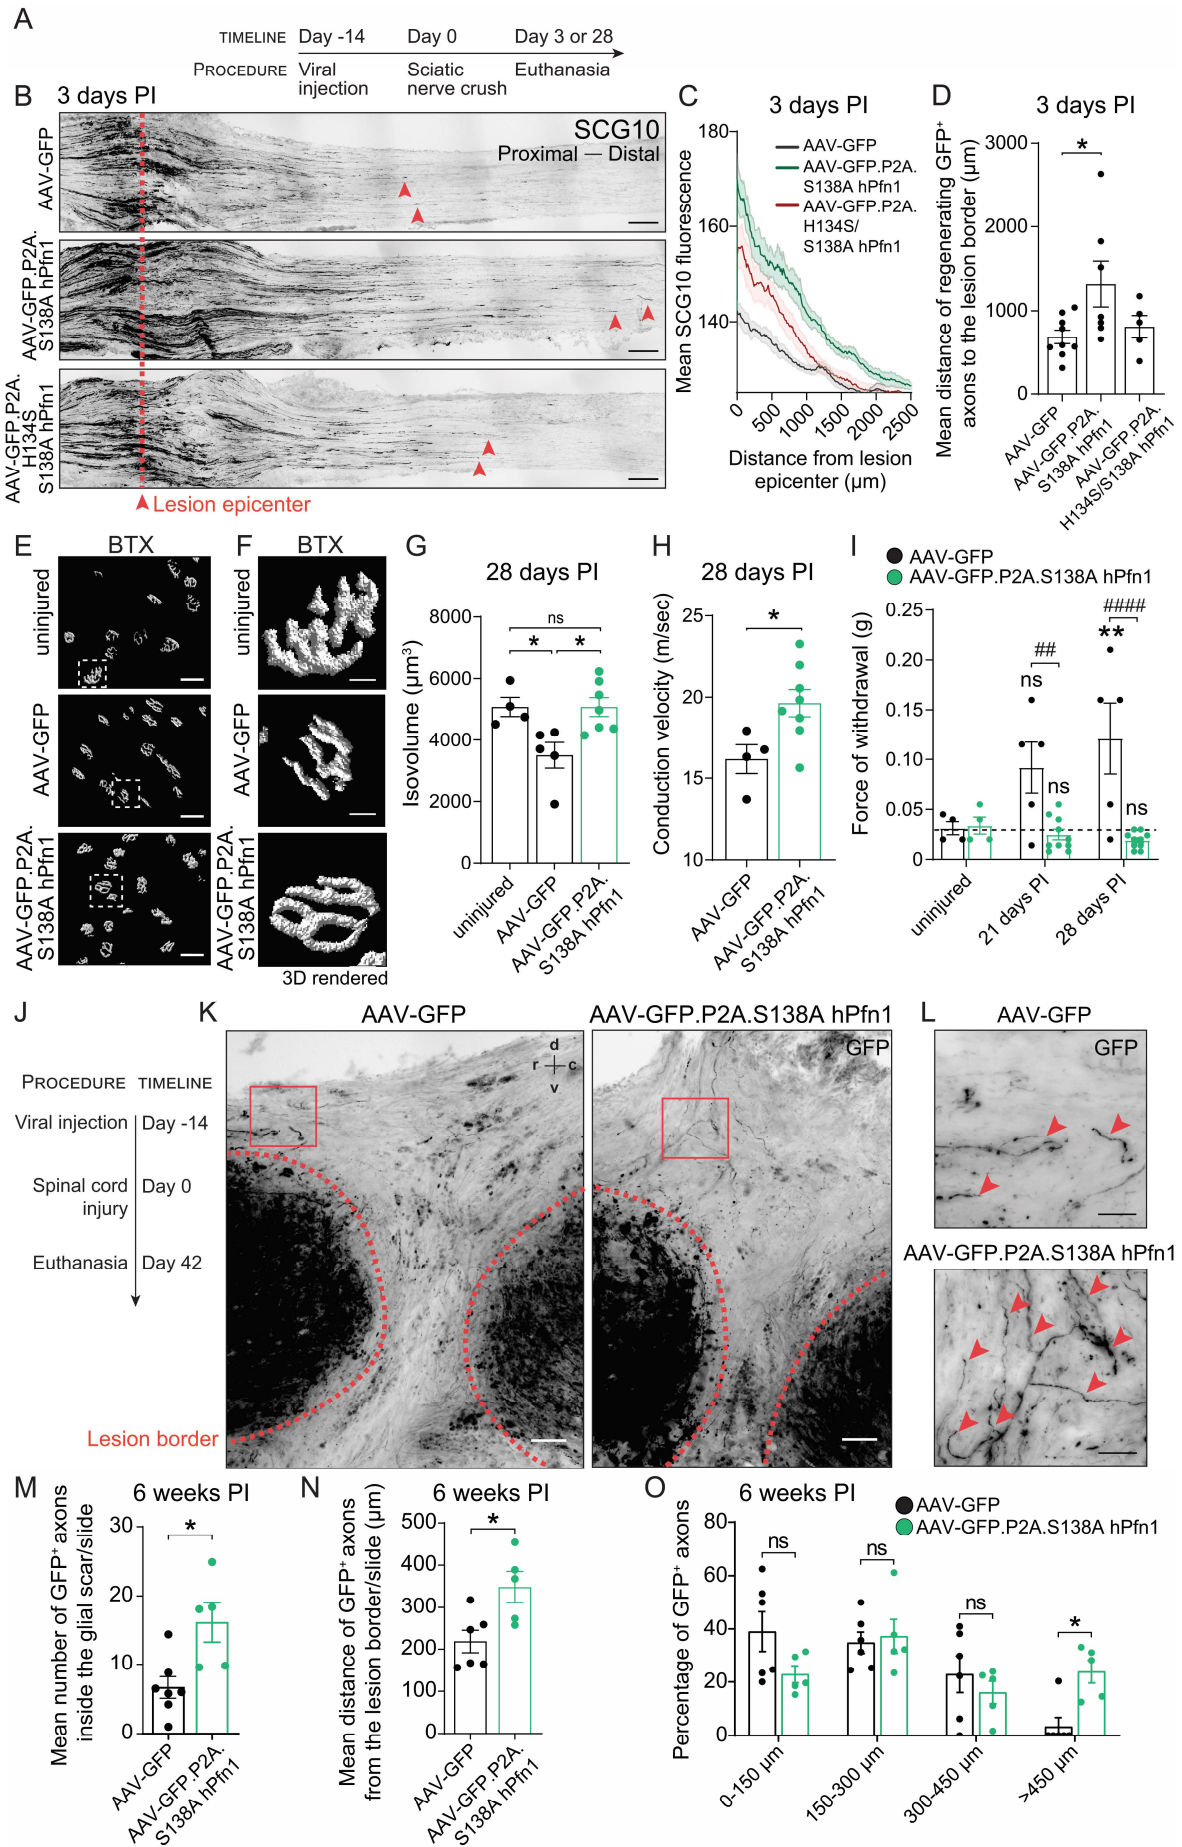 A
TIMELINE Day -14 Day 0 Day 3 or 28
PROCEDURE Viral injection Sciatic nerve crush Euthanasia
B 3 days PI
AAV-GFP
SCG10
Proximal — Distal
AAV-GFP.P2A.
S138A hPfn1
AAV-GFP.P2A.
H134S
S138A hPfn1
Lesion epicenter
C 3 days PI
Mean SCG10 fluorescence
180
160
140
AAV-GFP
AAV-GFP.P2A.
S138A hPfn1
AAV-GFP.P2A.
H134S/
S138A hPfn1
0 500 1000 1500 2000 2500
Distance from lesion
epicenter (µm)
D 3 days PI
Mean distance of regenerating GFP+
axons to the lesion border (µm)
3000
2000
1000
0
*
AAV-GFP
AAV-GFP.P2A.
S138A hPfn1
AAV-GFP.P2A.
H134S/S138A hPfn1
E BTX
uninjured
AAV-GFP
AAV-GFP.P2A.
S138A hPfn1
F BTX
uninjured
AAV-GFP
AAV-GFP.P2A.
S138A hPfn1
3D rendered
G 28 days PI
Isovolume (µm³)
8000
6000
4000
2000
0
ns
* *
uninjured
AAV-GFP
AAV-GFP.P2A.
S138A hPfn1
H 28 days PI
Conduction velocity (m/sec)
25
20
15
10
*
AAV-GFP
AAV-GFP.P2A.
S138A hPfn1
I AAV-GFP
AAV-GFP.P2A.S138A hPfn1
Force of withdrawal (g)
0.25
0.20
0.15
0.10
0.05
0
####
**
##
ns
ns
ns
uninjured
21 days PI
28 days PI
J
PROCEDURE TIMELINE
Viral injection Day -14
Spinal cord injury Day 0
Euthanasia Day 42
K AAV-GFP
AAV-GFP.P2A.S138A hPfn1
d
r c
v
GFP
Lesion border
L AAV-GFP
GFP
AAV-GFP.P2A.S138A hPfn1
M 6 weeks PI
Mean number of GFP+ axons
inside the glial scar/slide
30
20
10
0
*
AAV-GFP
AAV-GFP.P2A.
S138A hPfn1
N 6 weeks PI
Mean distance of GFP+ axons
from the lesion border/slide (µm)
500
400
300
200
100
0
*
AAV-GFP
AAV-GFP.P2A.
S138A hPfn1
O 6 weeks PI
AAV-GFP
AAV-GFP.P2A.S138A hPfn1
Percentage of GFP+ axons
80
60
40
20
0
ns
ns
ns
*
0-150 µm
150-300 µm
300-450 µm
>450 µm